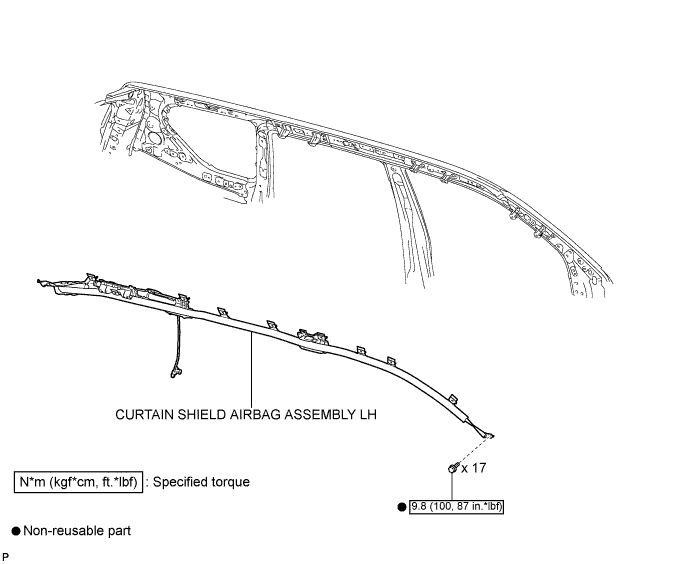 CURTAIN SHIELD AIRBAG ASSEMBLY LH
x 17
N*m (kgf*cm, ft.*lbf) : Specified torque
● 9.8 (100, 87 in.*lbf)
● Non-reusable part
P